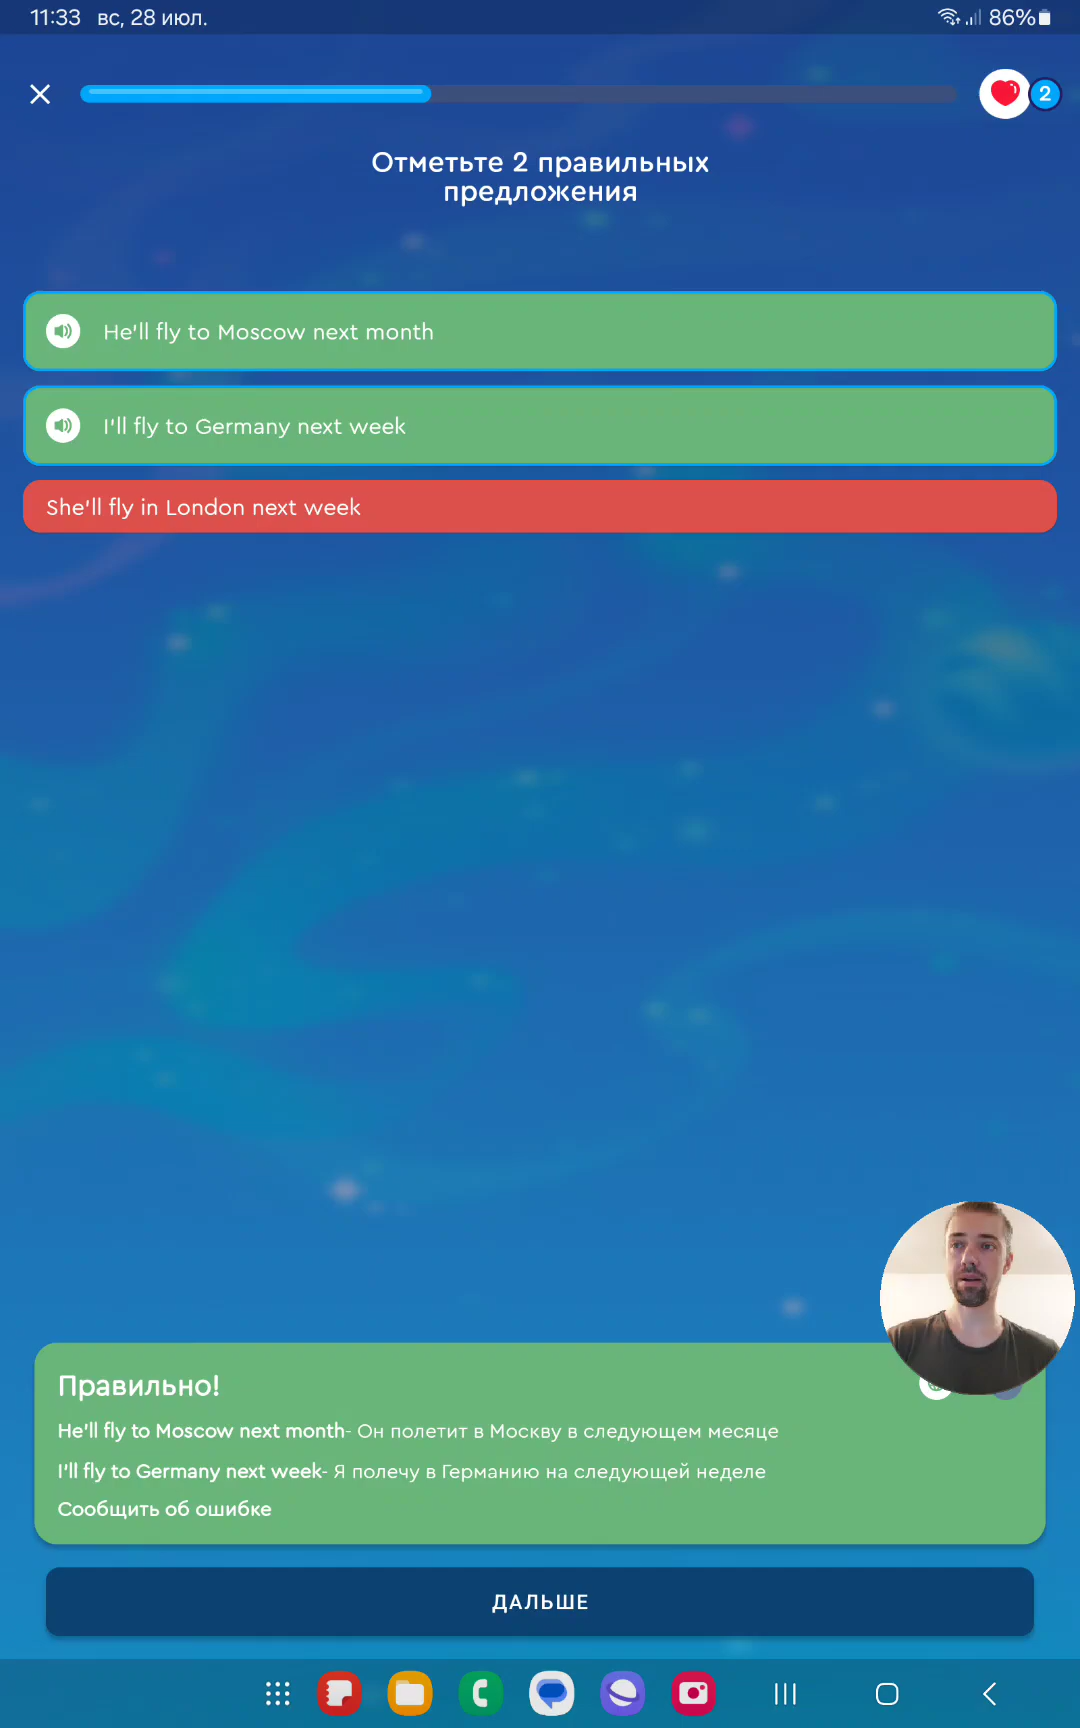 11:33 вс, 28 июл.
86%
2
Отметьте 2 правильных
предложения
He'll fly to Moscow next month
I'll fly to Germany next week
She'll fly in London next week
Правильно!
He'll fly to Moscow next month- Он полетит в Москву в следующем месяце
I'll fly to Germany next week- Я полечу в Германию на следующей неделе
Сообщить об ошибке
ДАЛЬШЕ